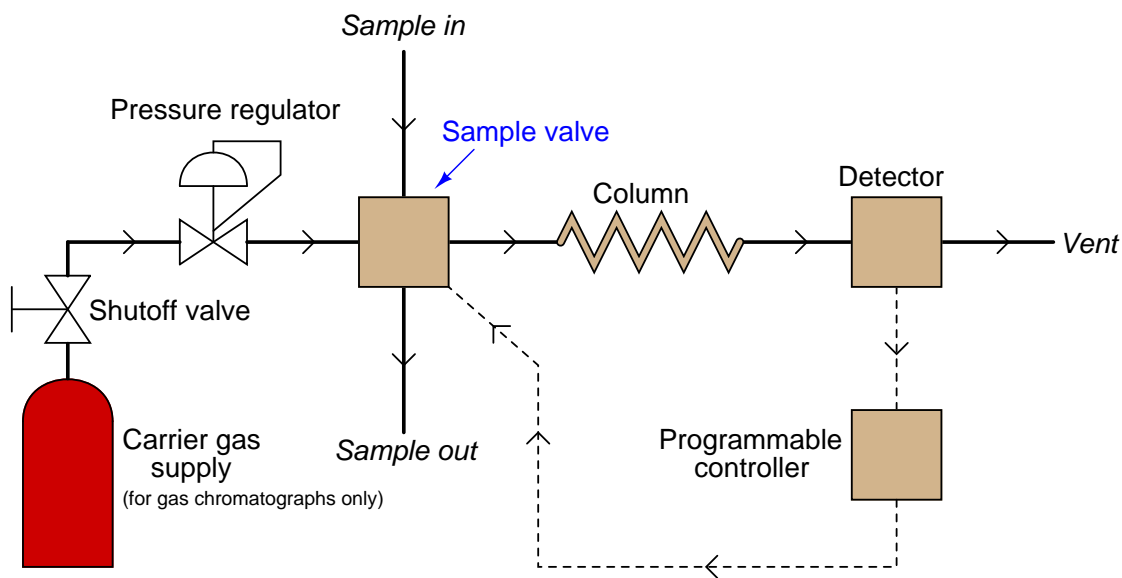 Sample in
Pressure regulator
Sample valve
Column
Detector
Vent
Shutoff valve
Carrier gas
supply
(for gas chromatographs only)
Sample out
Programmable
controller